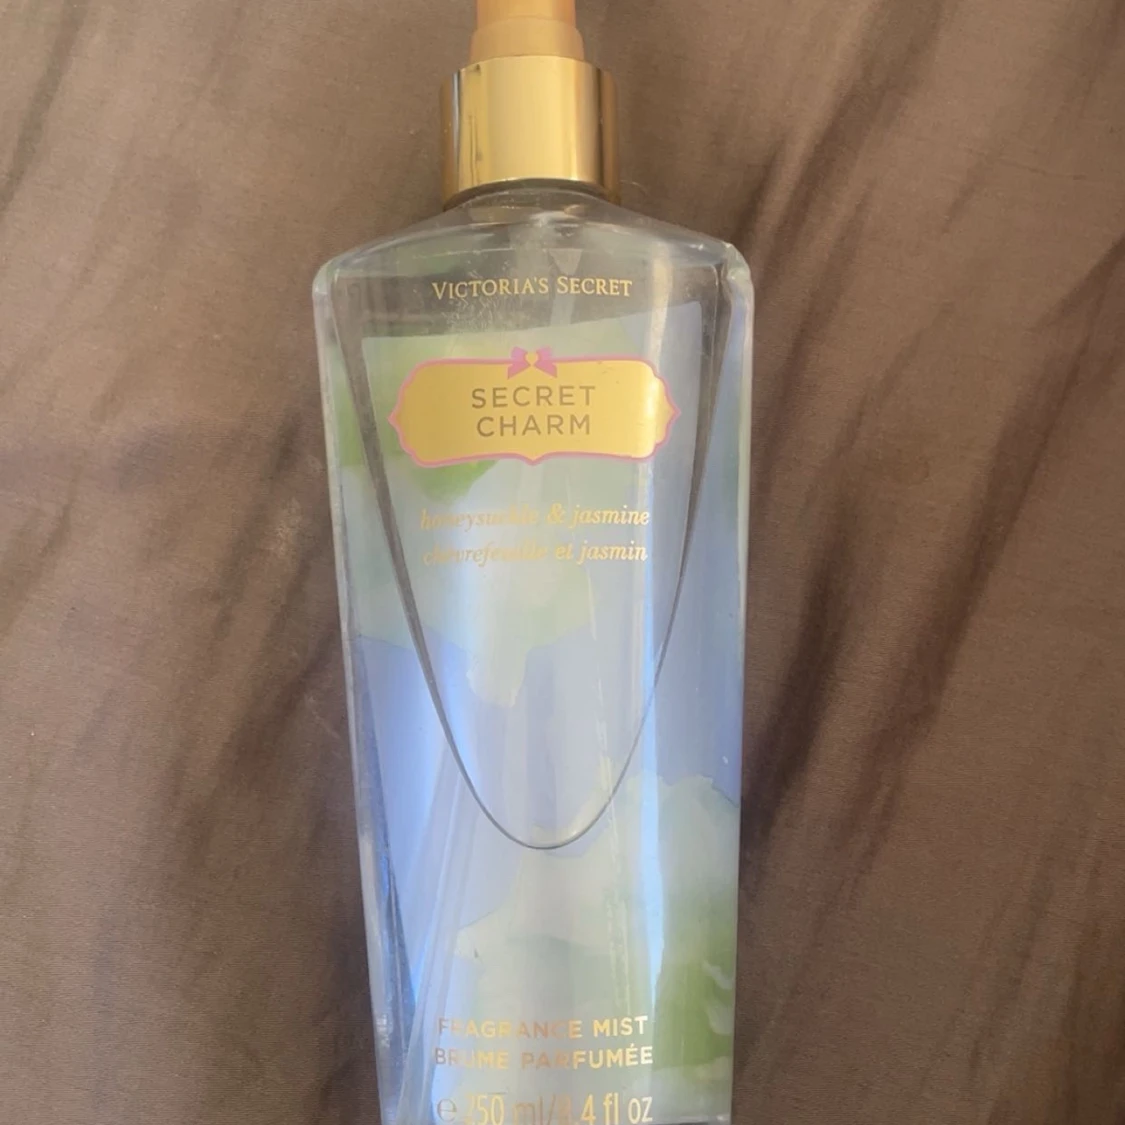 VICTORIA'S SECRET
SECRET
CHARM
honeysuckle & jasmine
chèvrefeuille et jasmin
FRAGRANCE MIST
BRUME PARFUMÉE
℮ 250 ml/8.4 fl oz